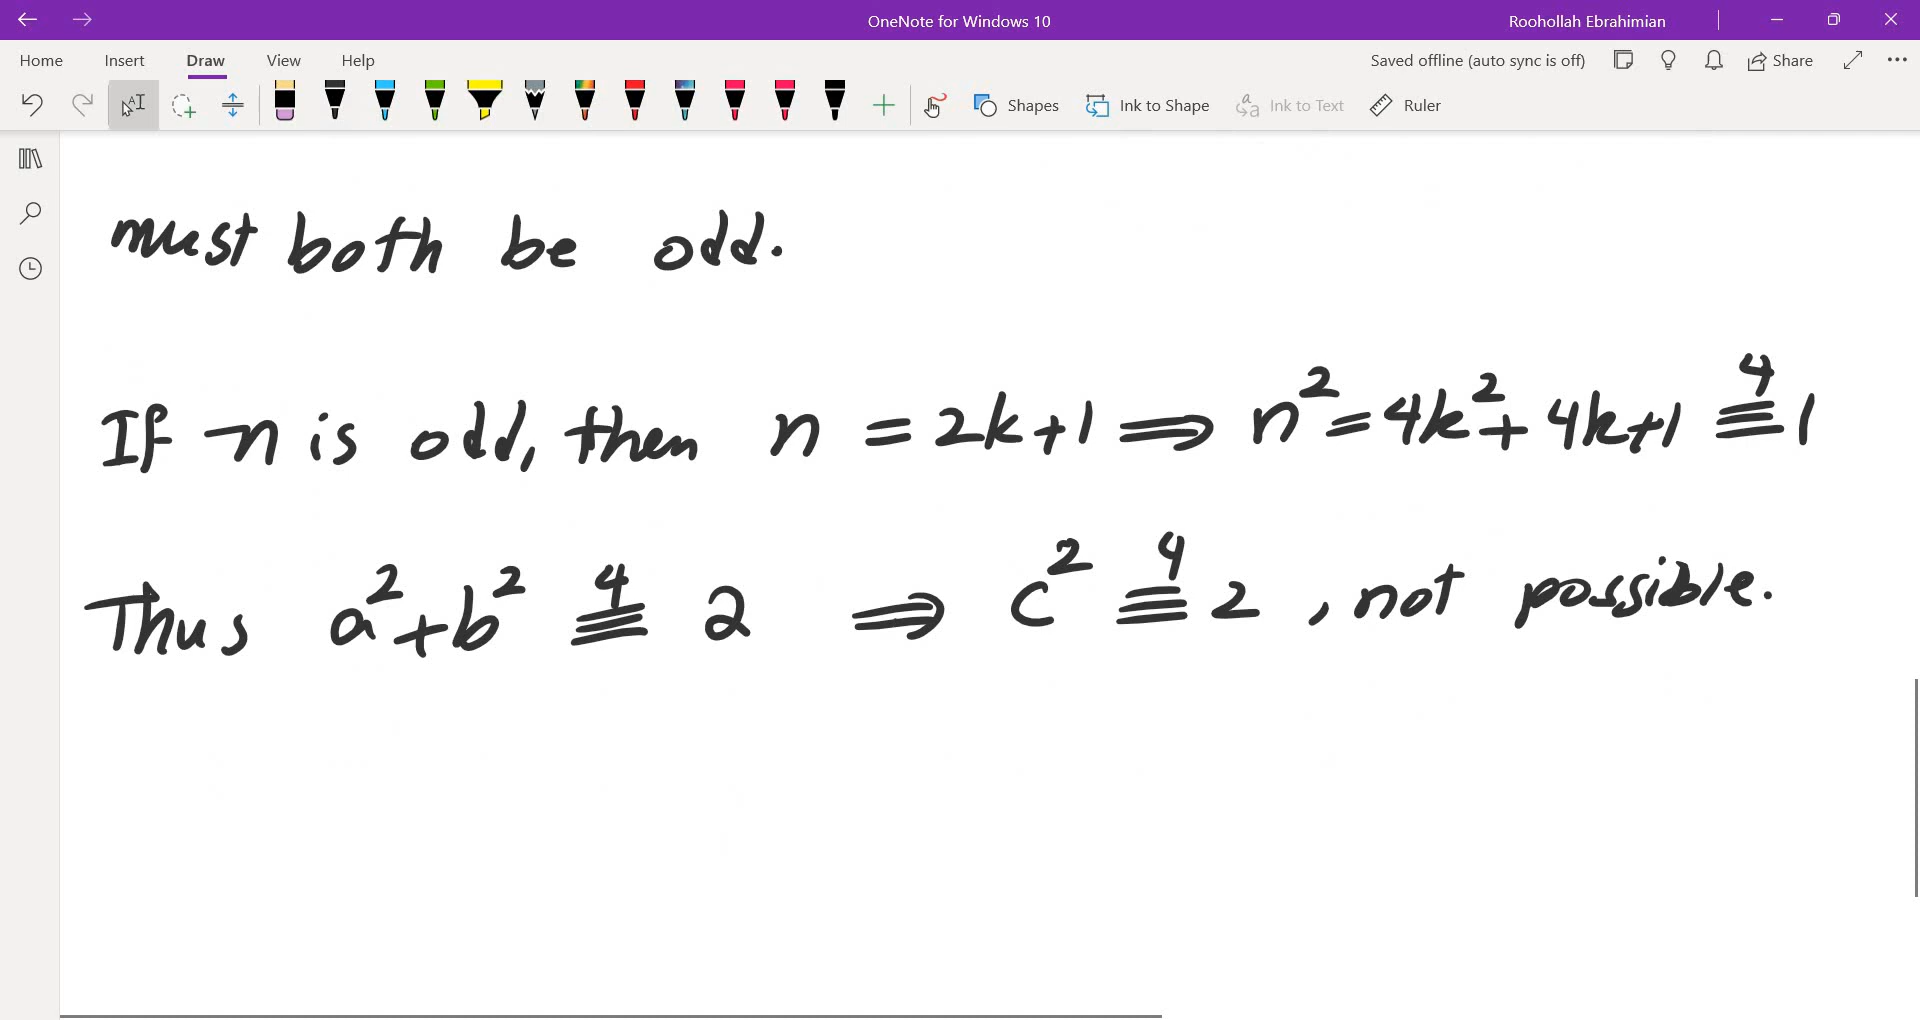 OneNote for Windows 10
Roohollah Ebrahimian
Home Insert Draw View Help
Saved offline (auto sync is off) Share
Shapes Ink to Shape Ink to Text Ruler
must both be odd.
If n is odd, then n = 2k+1 ⟹ n² = 4k² + 4k+1 ≡⁴ 1
Thus a² + b² ≡⁴ 2 ⟹ c² ≡⁴ 2, not possible.